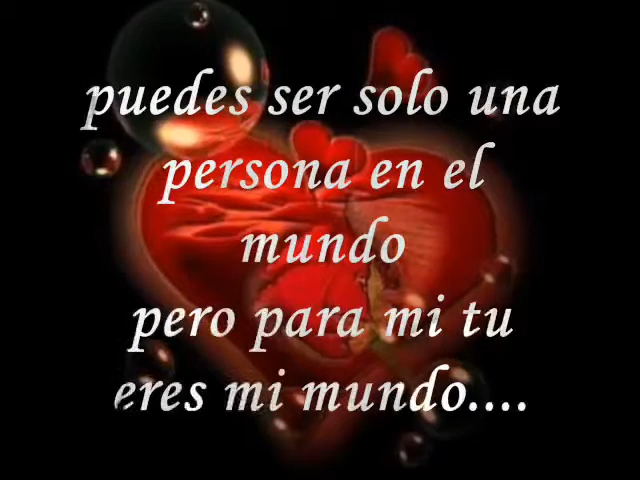 puedes ser solo una
persona en el
mundo
pero para mi tu
eres mi mundo....